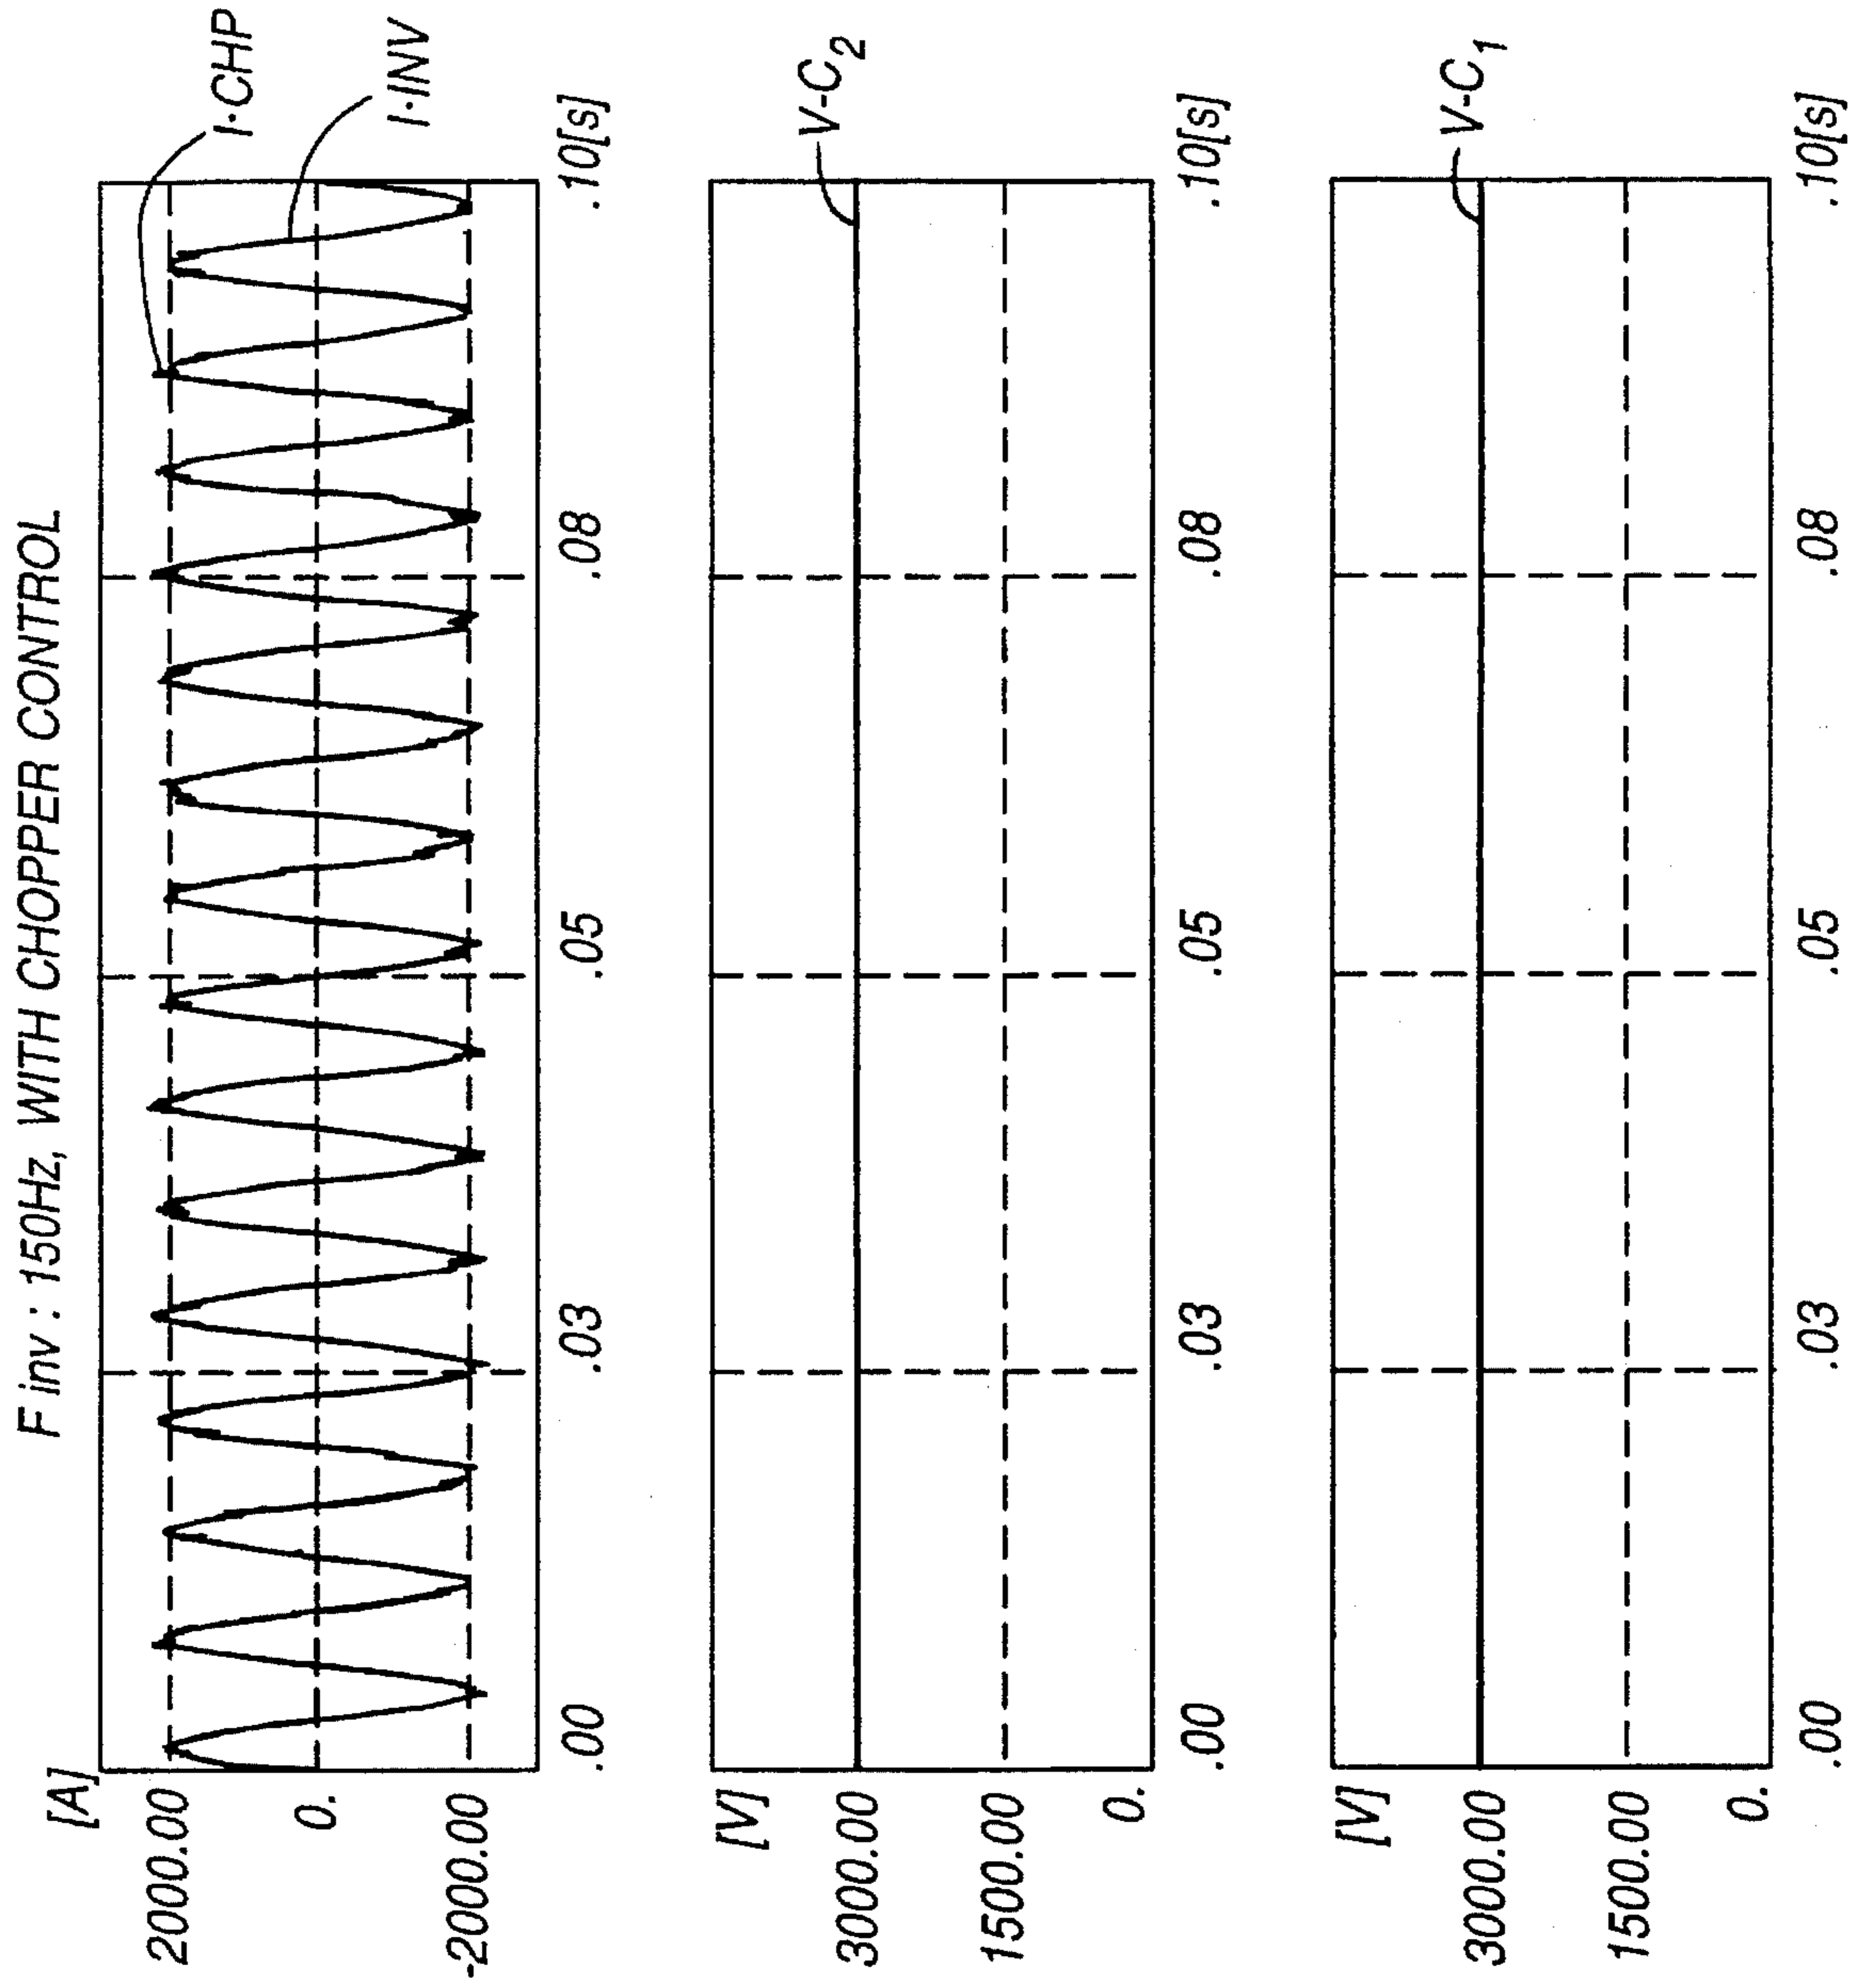 F inv : 150Hz, WITH CHOPPER CONTROL
[A]
2000.00
0.
-2000.00
I·CHP
I·INV
.00
.03
.05
.08
.10[s]
[V]
3000.00
1500.00
0.
V-C2
.00
.03
.05
.08
.10[s]
[V]
3000.00
1500.00
0.
V-C1
.00
.03
.05
.08
.10[s]